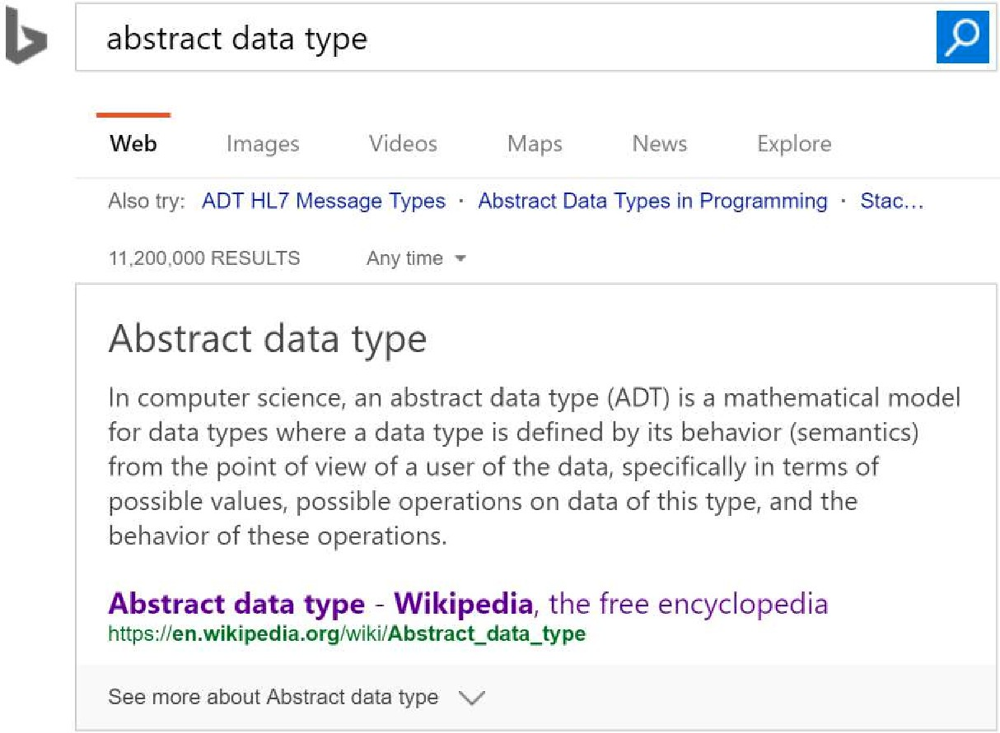 abstract data type
Web Images Videos Maps News Explore
Also try: ADT HL7 Message Types · Abstract Data Types in Programming · Stac...
11,200,000 RESULTS Any time
Abstract data type
In computer science, an abstract data type (ADT) is a mathematical model
for data types where a data type is defined by its behavior (semantics)
from the point of view of a user of the data, specifically in terms of
possible values, possible operations on data of this type, and the
behavior of these operations.
Abstract data type - Wikipedia, the free encyclopedia
https://en.wikipedia.org/wiki/Abstract_data_type
See more about Abstract data type